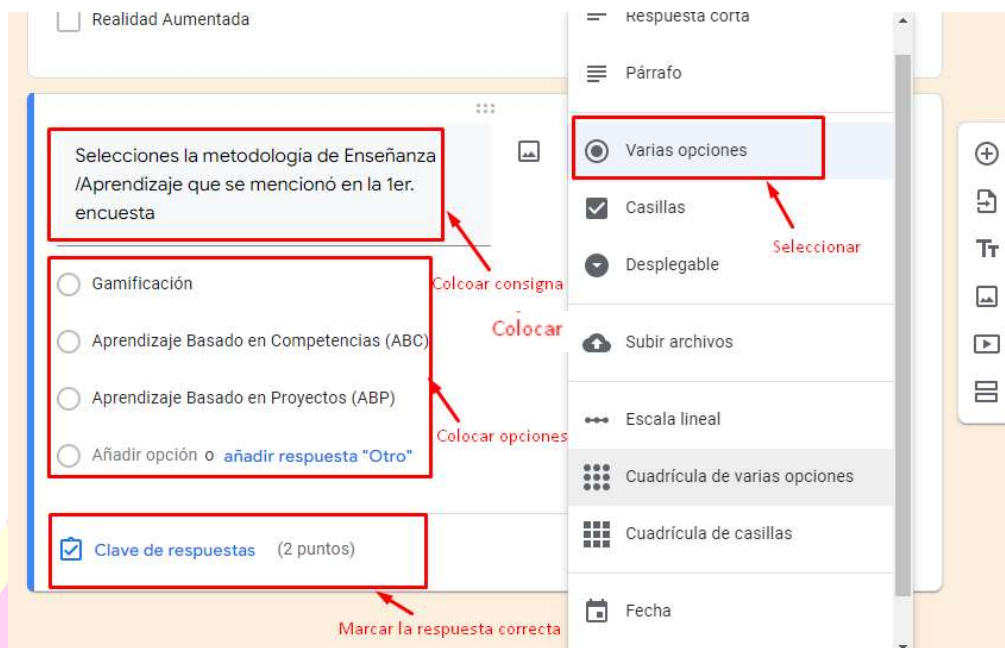 Realidad Aumentada
Respuesta corta
Párrafo
Selecciones la metodología de Enseñanza
/Aprendizaje que se mencionó en la 1er.
encuesta
Varias opciones
Casillas
Seleccionar
Desplegable
Gamificación
Colcoar consigna
Colocar
Aprendizaje Basado en Competencias (ABC)
Subir archivos
Aprendizaje Basado en Proyectos (ABP)
Escala lineal
Colocar opciones
Añadir opción o añadir respuesta "Otro"
Cuadrícula de varias opciones
Cuadrícula de casillas
Clave de respuestas (2 puntos)
Fecha
Marcar la respuesta correcta
Tт